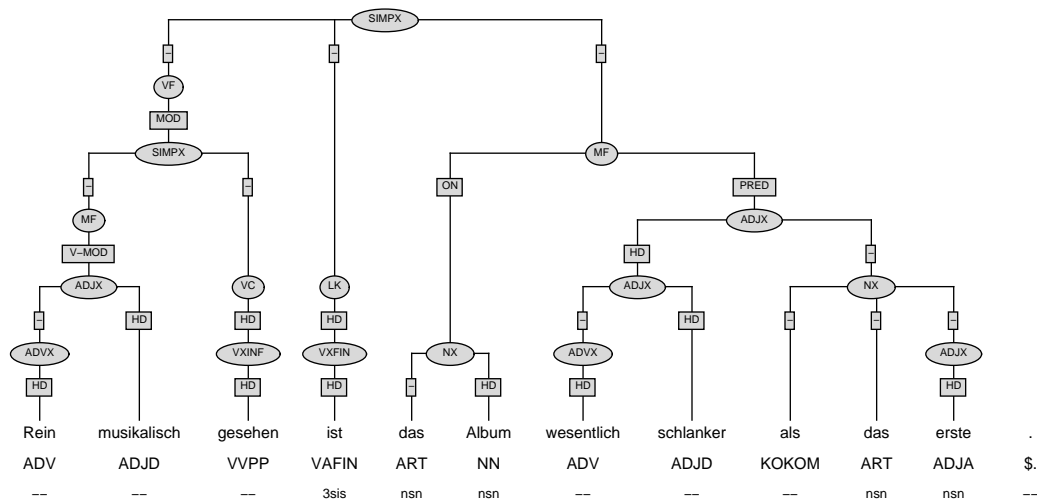 SIMPX
– – –
VF
MOD
SIMPX MF
– – ON PRED
MF ADJX
V–MOD HD –
ADJX VC LK ADJX NX
– HD HD HD – HD – – –
ADVX VXINF VXFIN NX ADVX ADJX
HD HD HD – HD HD HD
Rein musikalisch gesehen ist das Album wesentlich schlanker als das erste .
ADV ADJD VVPP VAFIN ART NN ADV ADJD KOKOM ART ADJA $.
–– –– –– 3sis nsn nsn –– –– –– nsn nsn ––